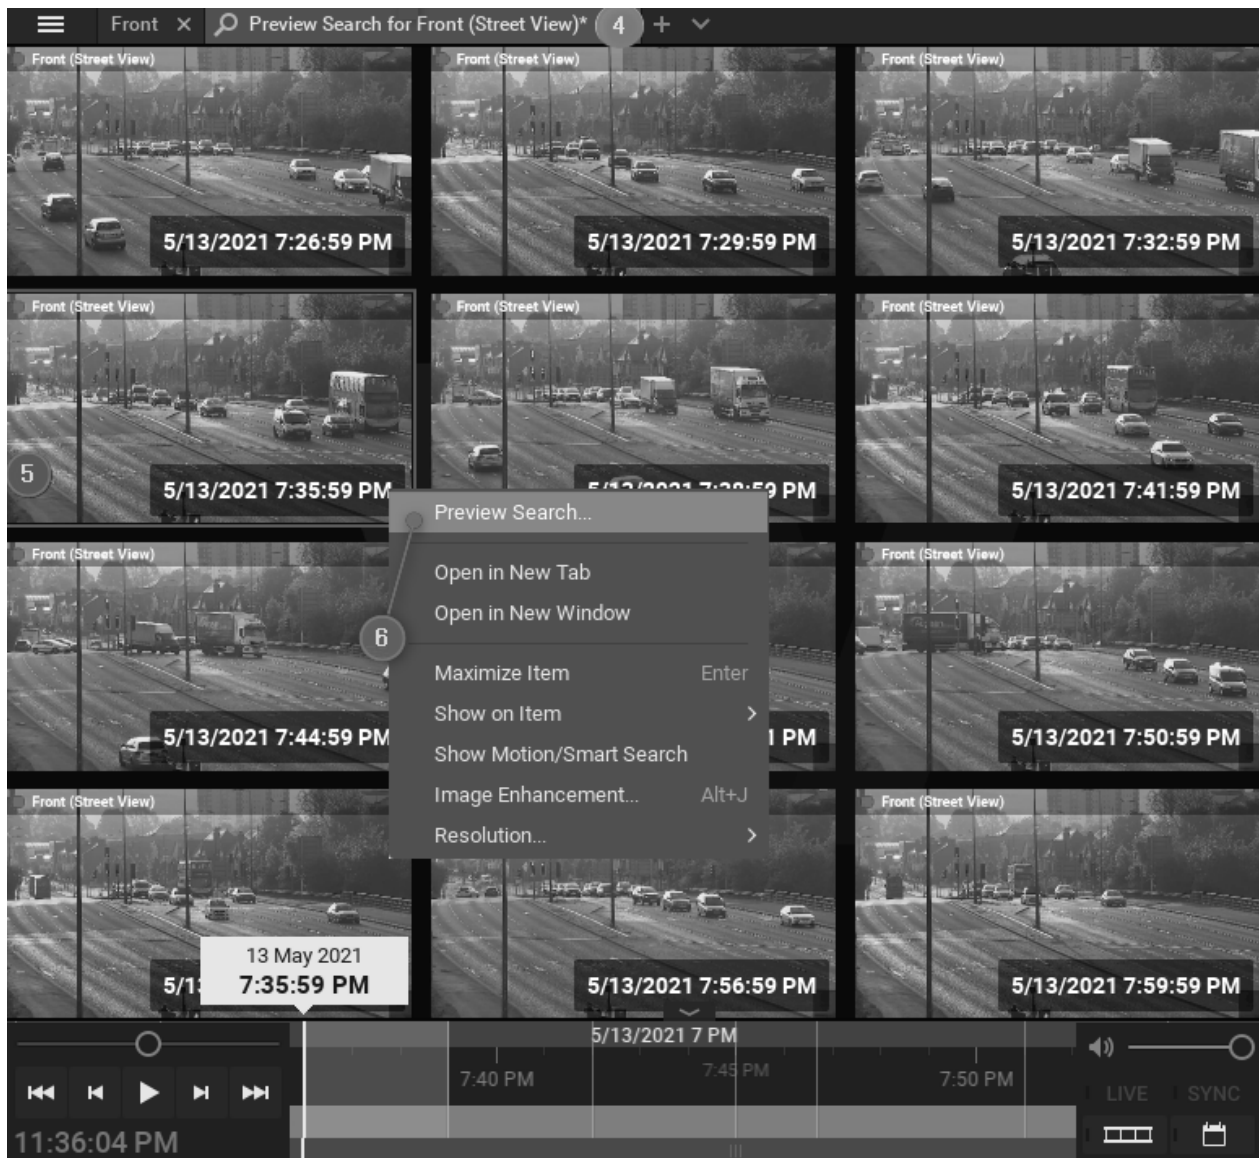 Front × Preview Search for Front (Street View)* 4 +
Front (Street View) Front (Street View) Front (Street View)
5/13/2021 7:26:59 PM 5/13/2021 7:29:59 PM 5/13/2021 7:32:59 PM
Front (Street View) Front (Street View) Front (Street View)
5
5/13/2021 7:35:59 PM 5/13/2021 7:38:59 PM 5/13/2021 7:41:59 PM
Preview Search...
Front (Street View) Front (Street View)
Open in New Tab
Open in New Window
6
Maximize Item Enter
Show on Item >
5/13/2021 7:44:59 PM PM 5/13/2021 7:50:59 PM
Show Motion/Smart Search
Image Enhancement... Alt+J
Front (Street View) Front (Street View)
Resolution... >
13 May 2021
7:35:59 PM
5/1 5/13/2021 7:56:59 PM 5/13/2021 7:59:59 PM
5/13/2021 7 PM
7:40 PM 7:45 PM 7:50 PM
LIVE SYNC
11:36:04 PM